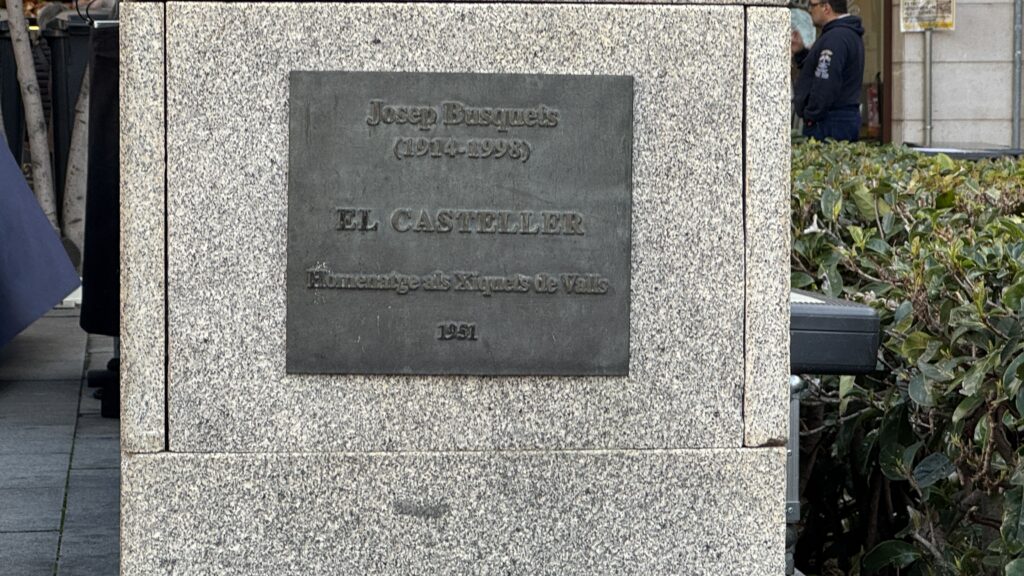 Josep Busquets
(1914-1998)
EL CASTELLER
Homenatge als Xiquets de Valls
1951